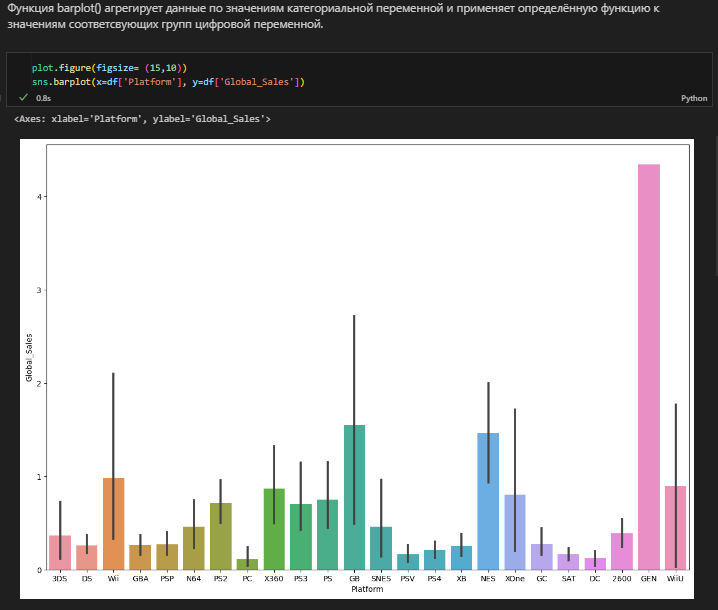 Функция barplot() агрегирует данные по значениям категориальной переменной и применяет определённую функцию к
значениям соответсвующих групп цифровой переменной.
plot.figure(figsize= (15,10))
sns.barplot(x=df['Platform'], y=df['Global_Sales'])
0.8s
Python
<Axes: xlabel='Platform', ylabel='Global_Sales'>
4
3
2
1
0
Global_Sales
3DS DS Wii GBA PSP N64 PS2 PC X360 PS3 PS GB SNES PSV PS4 XB NES XOne GC SAT DC 2600 GEN WiiU
Platform